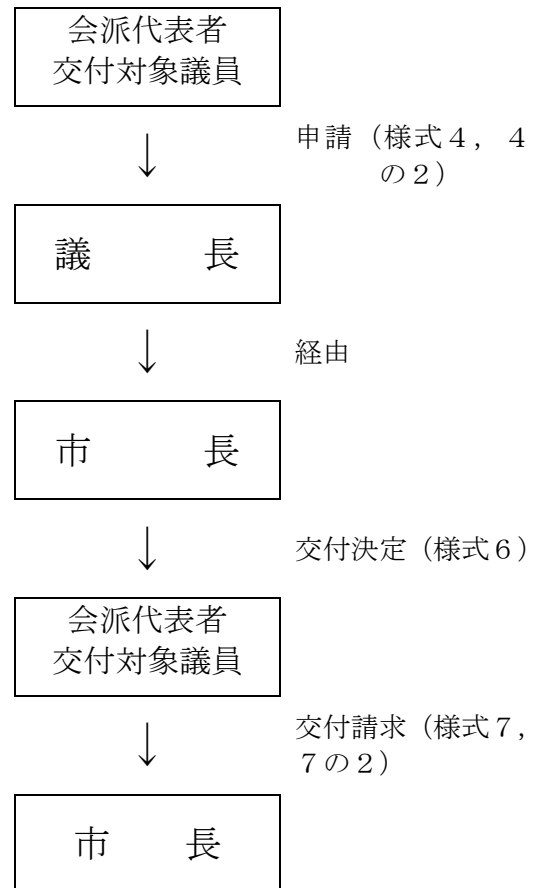 会派代表者
交付対象議員
↓
申請（様式４，４
の２）
議　　　長
↓
経由
市　　　長
↓
交付決定（様式６）
会派代表者
交付対象議員
↓
交付請求（様式７，
７の２）
市　　長